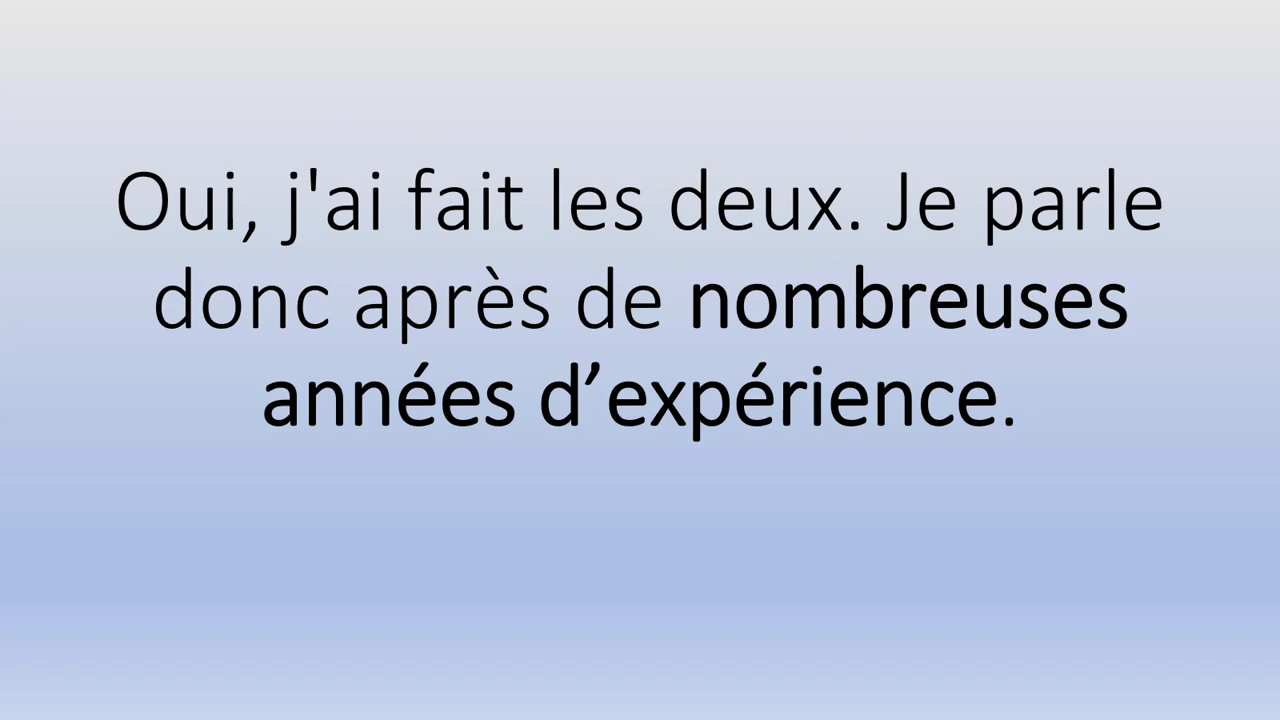 Oui, j'ai fait les deux. Je parle
donc après de nombreuses
années d’expérience.